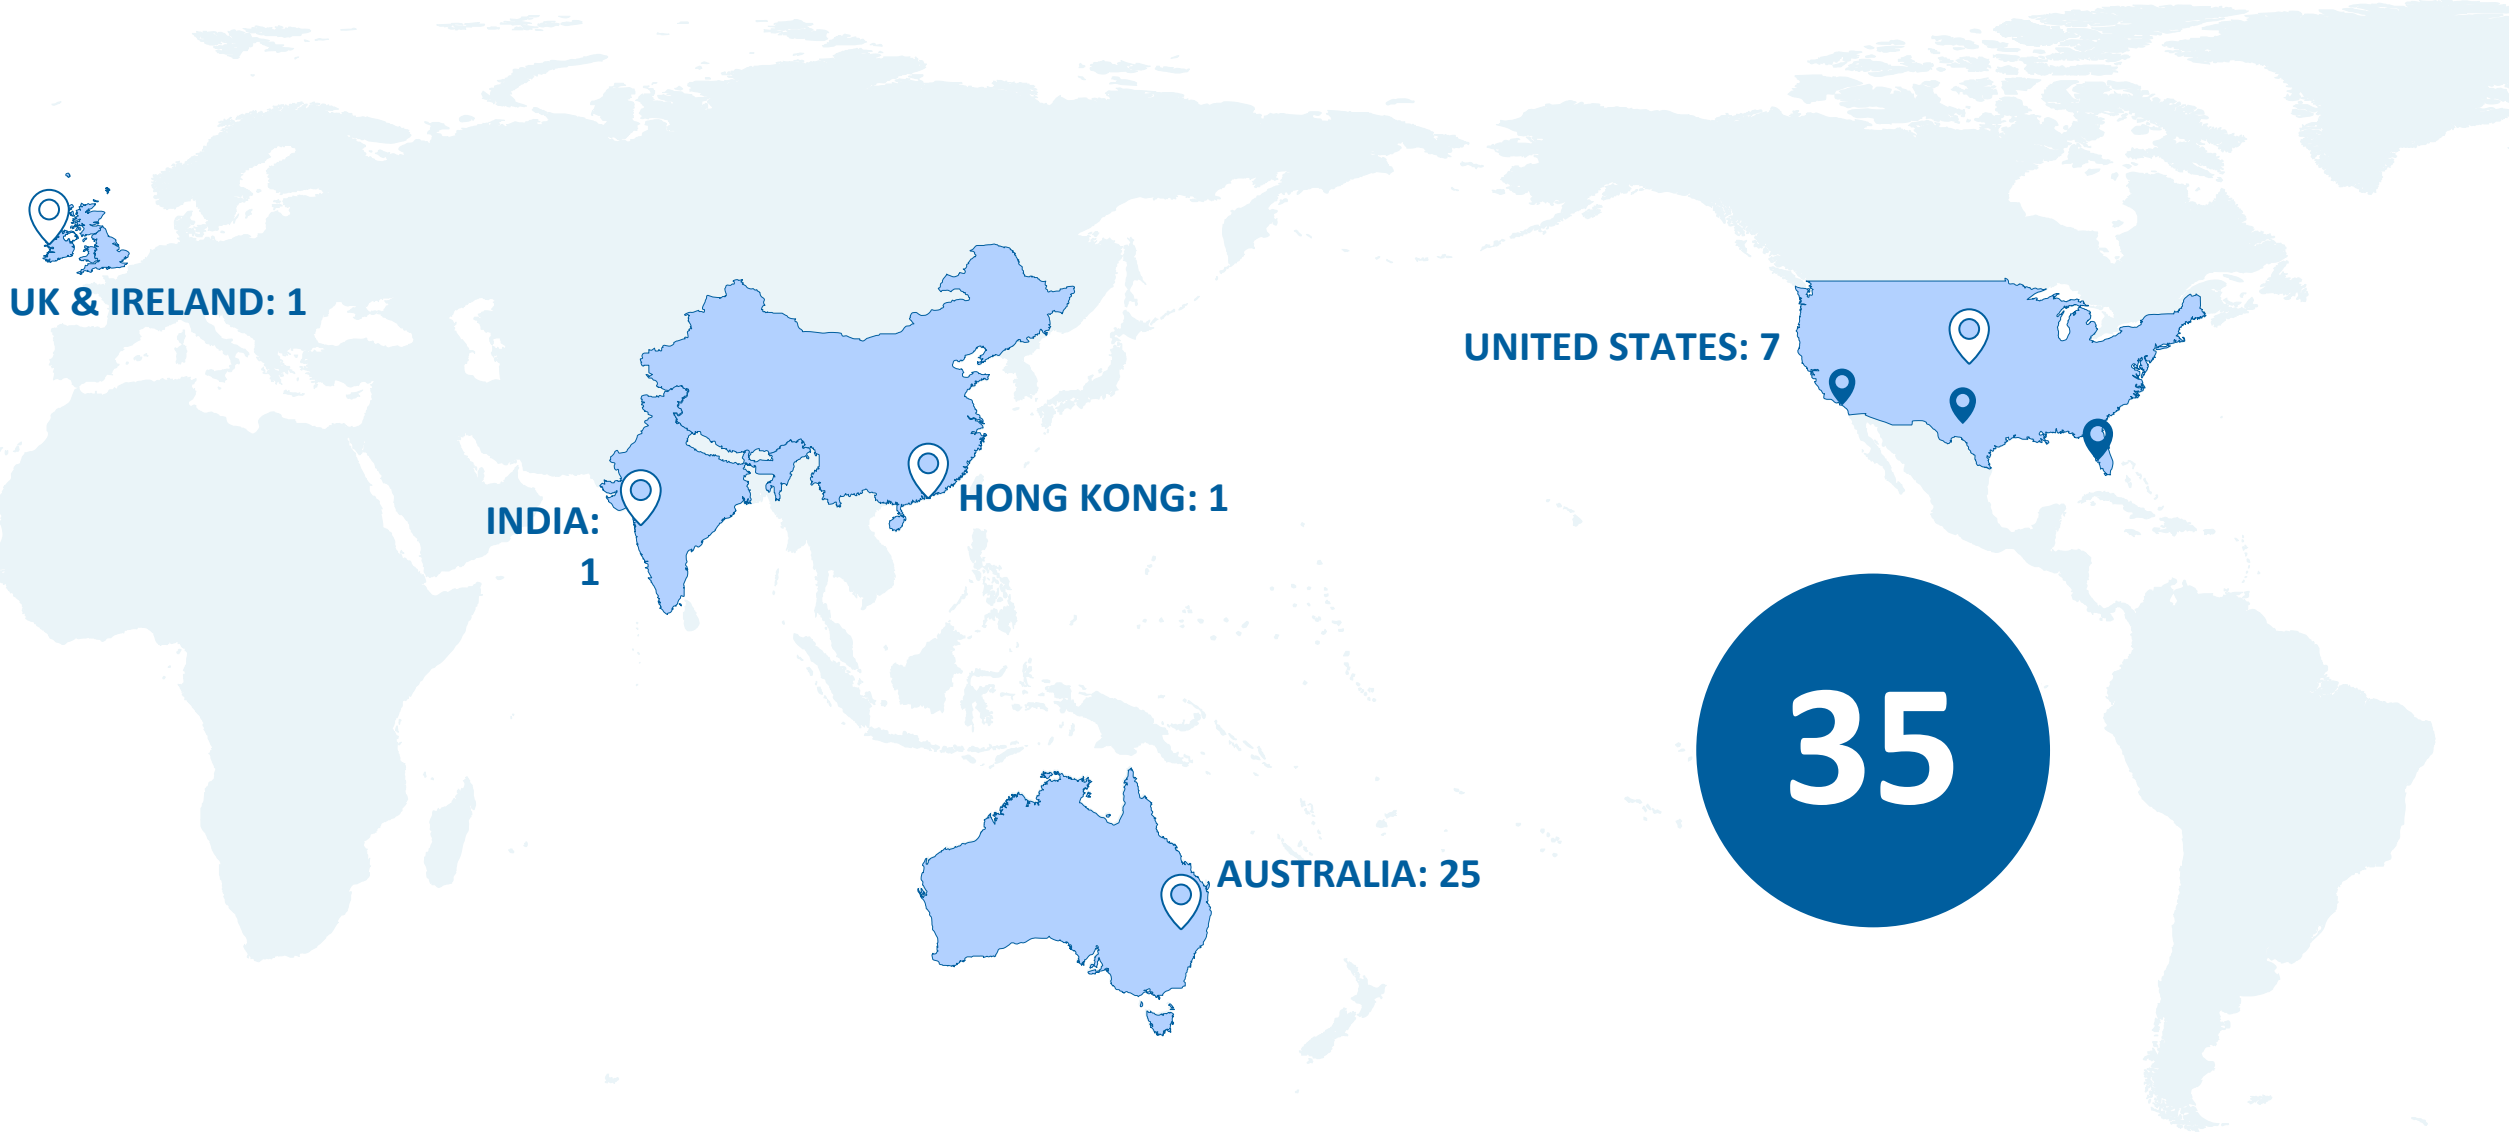 UK & IRELAND: 1
UNITED STATES: 7
HONG KONG: 1
INDIA:
1
35
AUSTRALIA: 25